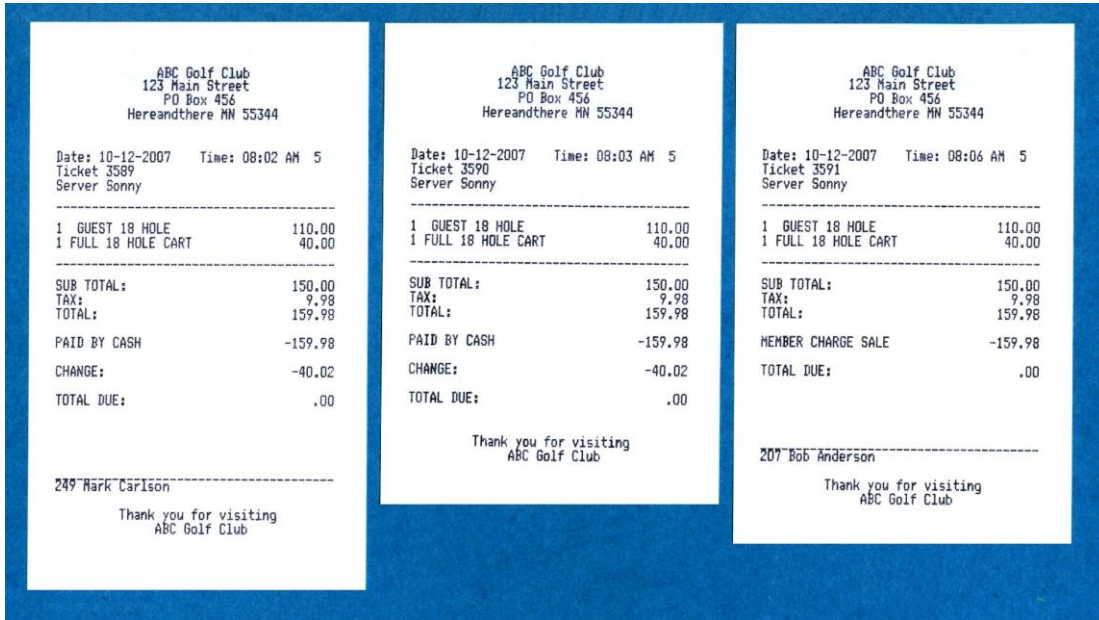 ABC Golf Club
123 Main Street
PO Box 456
Hereandthere MN 55344
Date: 10-12-2007 Time: 08:02 AM 5
Ticket 3589
Server Sonny
1 GUEST 18 HOLE 110.00
1 FULL 18 HOLE CART 40.00
SUB TOTAL: 150.00
TAX: 9.98
TOTAL: 159.98
PAID BY CASH -159.98
CHANGE: -40.02
TOTAL DUE: .00
249 Mark Carlson
Thank you for visiting
ABC Golf Club
ABC Golf Club
123 Main Street
PO Box 456
Hereandthere MN 55344
Date: 10-12-2007 Time: 08:03 AM 5
Ticket 3590
Server Sonny
1 GUEST 18 HOLE 110.00
1 FULL 18 HOLE CART 40.00
SUB TOTAL: 150.00
TAX: 9.98
TOTAL: 159.98
PAID BY CASH -159.98
CHANGE: -40.02
TOTAL DUE: .00
Thank you for visiting
ABC Golf Club
ABC Golf Club
123 Main Street
PO Box 456
Hereandthere MN 55344
Date: 10-12-2007 Time: 08:06 AM 5
Ticket 3591
Server Sonny
1 GUEST 18 HOLE 110.00
1 FULL 18 HOLE CART 40.00
SUB TOTAL: 150.00
TAX: 9.98
TOTAL: 159.98
MEMBER CHARGE SALE -159.98
TOTAL DUE: .00
207 Bob Anderson
Thank you for visiting
ABC Golf Club